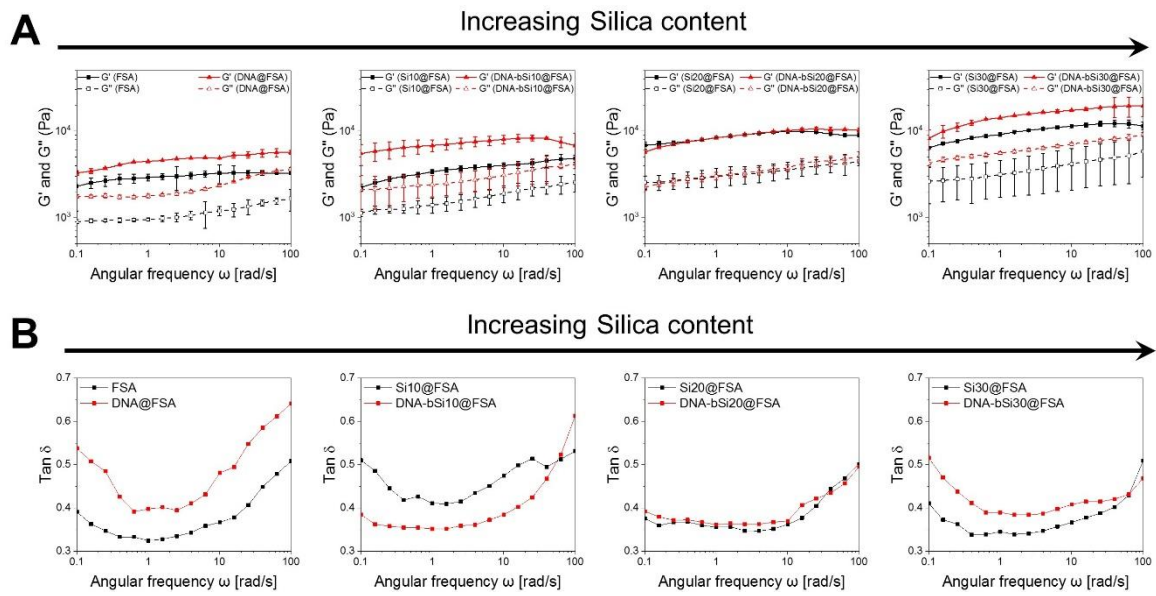 A
Increasing Silica content
G' (FSA) G' (DNA@FSA)
G'' (FSA) G'' (DNA@FSA)
G' and G'' (Pa)
10⁴
10³
0.1 1 10 100
Angular frequency ω [rad/s]
G' (Si10@FSA) G' (DNA-bSi10@FSA)
G'' (Si10@FSA) G'' (DNA-bSi10@FSA)
G' and G'' (Pa)
10⁴
10³
0.1 1 10 100
Angular frequency ω [rad/s]
G' (Si20@FSA) G' (DNA-bSi20@FSA)
G'' (Si20@FSA) G'' (DNA-bSi20@FSA)
G' and G'' (Pa)
10⁴
10³
0.1 1 10 100
Angular frequency ω [rad/s]
G' (Si30@FSA) G' (DNA-bSi30@FSA)
G'' (Si30@FSA) G'' (DNA-bSi30@FSA)
G' and G'' (Pa)
10⁴
10³
0.1 1 10 100
Angular frequency ω [rad/s]
B
Increasing Silica content
FSA
DNA@FSA
Tan δ
0.7
0.6
0.5
0.4
0.3
0.1 1 10 100
Angular frequency ω [rad/s]
Si10@FSA
DNA-bSi10@FSA
Tan δ
0.7
0.6
0.5
0.4
0.3
0.1 1 10 100
Angular frequency ω [rad/s]
Si20@FSA
DNA-bSi20@FSA
Tan δ
0.7
0.6
0.5
0.4
0.3
0.1 1 10 100
Angular frequency ω [rad/s]
Si30@FSA
DNA-bSi30@FSA
Tan δ
0.7
0.6
0.5
0.4
0.3
0.1 1 10 100
Angular frequency ω [rad/s]